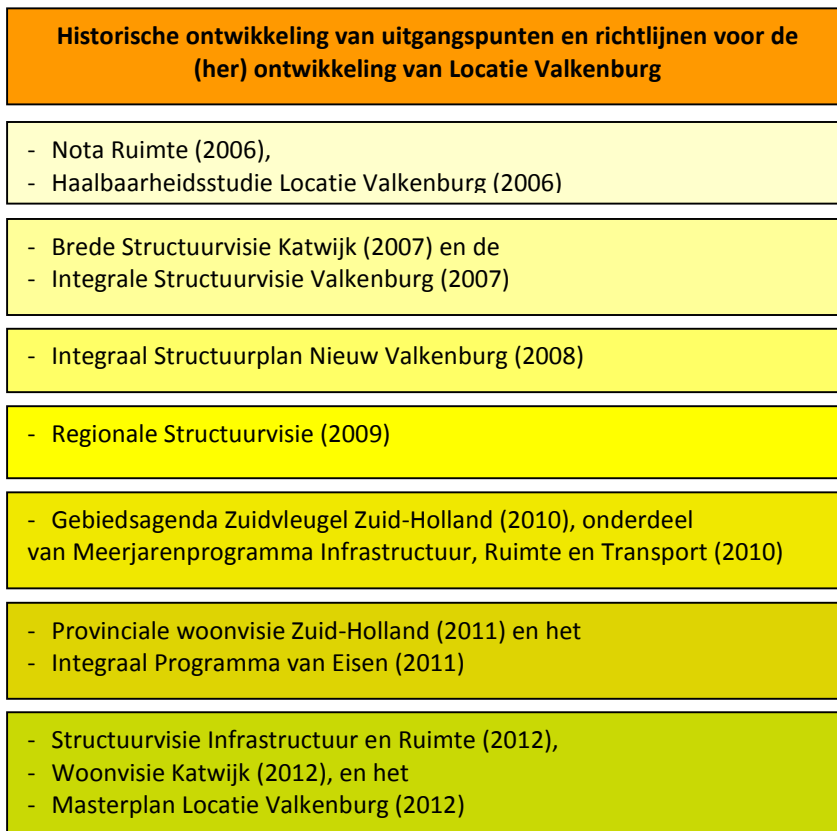 Historische ontwikkeling van uitgangspunten en richtlijnen voor de
(her) ontwikkeling van Locatie Valkenburg
- Nota Ruimte (2006),
- Haalbaarheidsstudie Locatie Valkenburg (2006)
- Brede Structuurvisie Katwijk (2007) en de
- Integrale Structuurvisie Valkenburg (2007)
- Integraal Structuurplan Nieuw Valkenburg (2008)
- Regionale Structuurvisie (2009)
- Gebiedsagenda Zuidvleugel Zuid-Holland (2010), onderdeel
van Meerjarenprogramma Infrastructuur, Ruimte en Transport (2010)
- Provinciale woonvisie Zuid-Holland (2011) en het
- Integraal Programma van Eisen (2011)
- Structuurvisie Infrastructuur en Ruimte (2012),
- Woonvisie Katwijk (2012), en het
- Masterplan Locatie Valkenburg (2012)